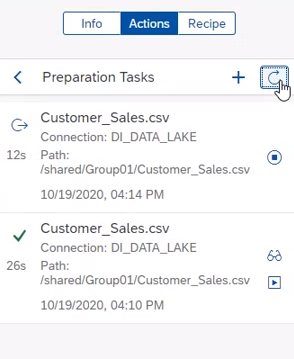 Info Actions Recipe
Preparation Tasks
Customer_Sales.csv
Connection: DI_DATA_LAKE
12s
Path:
/shared/Group01/Customer_Sales.csv
10/19/2020, 04:14 PM
Customer_Sales.csv
Connection: DI_DATA_LAKE
26s
Path:
/shared/Group01/Customer_Sales.csv
10/19/2020, 04:10 PM